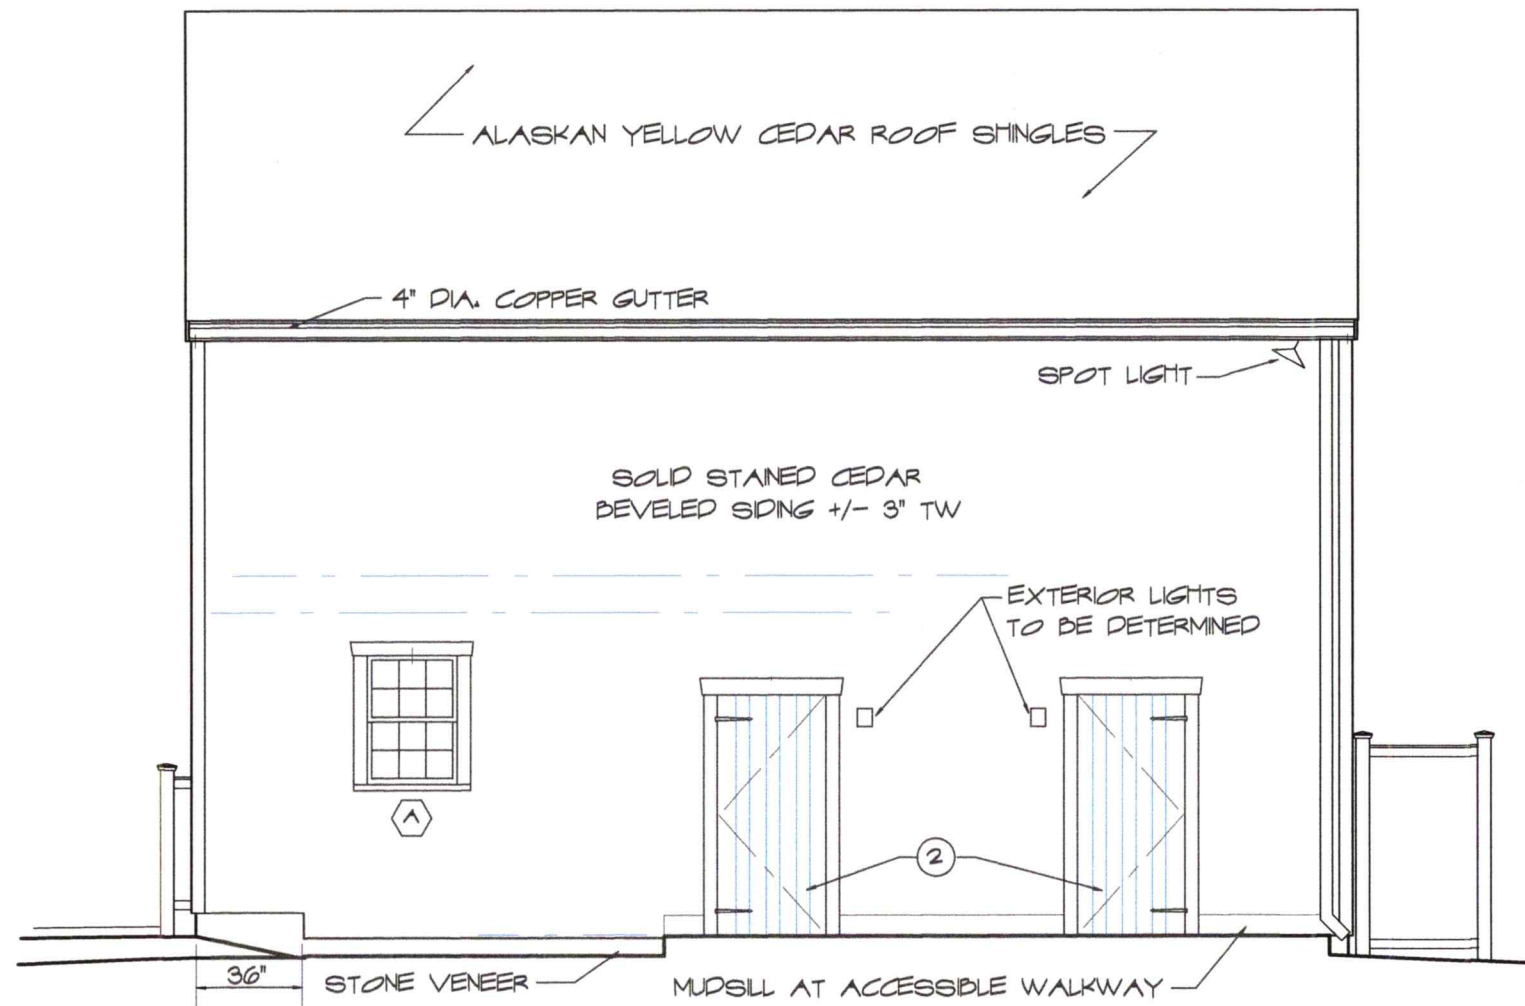 ALASKAN YELLOW CEDAR ROOF SHINGLES
4" DIA. COPPER GUTTER
SPOT LIGHT
SOLID STAINED CEDAR
BEVELED SIDING +/- 3" TW
EXTERIOR LIGHTS
TO BE DETERMINED
A
2
36"
STONE VENEER
MUDSILL AT ACCESSIBLE WALKWAY